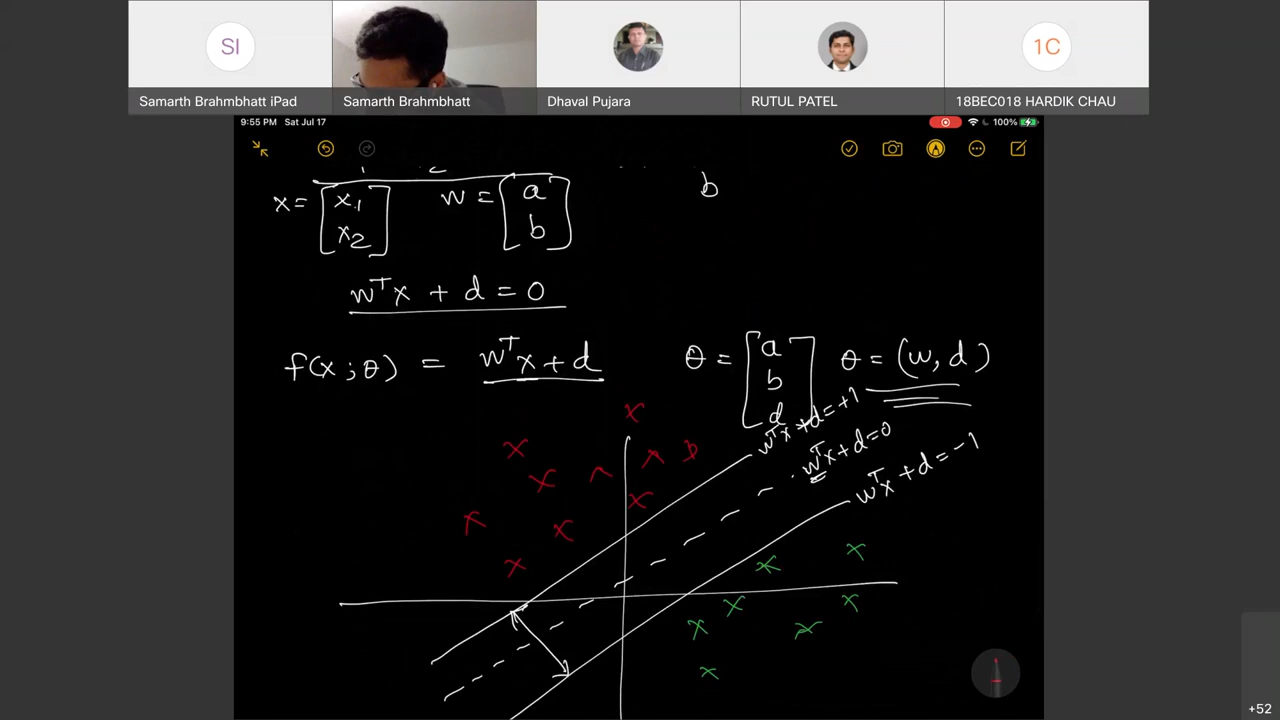 SI
1C
Samarth Brahmbhatt iPad
Samarth Brahmbhatt
Dhaval Pujara
RUTUL PATEL
18BEC018 HARDIK CHAU
9:55 PM Sat Jul 17
100%
b
x = [x₁ x₂] w = [a b]
wᵀx + d = 0
f(x;θ) = wᵀx + d
θ = [a b d] θ = (w, d)
wᵀx + d = +1
wᵀx + d = 0
wᵀx + d = -1
+52